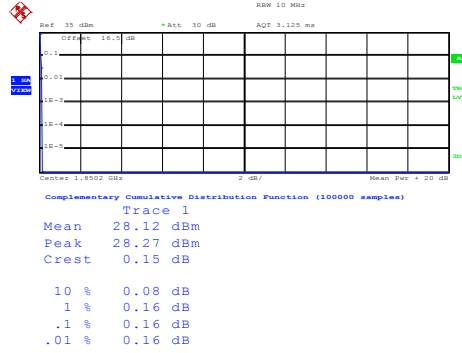 RBW 10 MHz
Ref 35 dBm * Att 30 dB AQT 3.125 ms
Offset 16.5 dB
0.1
A
0.01
1 SA
VIEW
TR
LV
1E-3
1E-4
1E-5
3D
Center 1.8502 GHz 2 dB/ Mean Pwr + 20 dB
Complementary Cumulative Distribution Function (100000 samples)
Trace 1
Mean 28.12 dBm
Peak 28.27 dBm
Crest 0.15 dB
10 % 0.08 dB
1 % 0.16 dB
.1 % 0.16 dB
.01 % 0.16 dB